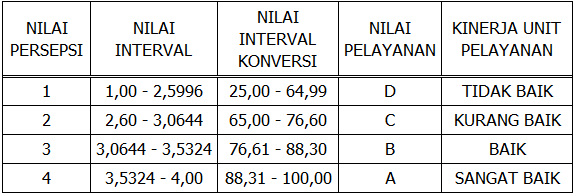 NILAI PERSEPSI | NILAI INTERVAL | NILAI INTERVAL KONVERSI | NILAI PELAYANAN | KINERJA UNIT PELAYANAN
1 | 1,00 - 2,5996 | 25,00 - 64,99 | D | TIDAK BAIK
2 | 2,60 - 3,0644 | 65,00 - 76,60 | C | KURANG BAIK
3 | 3,0644 - 3,5324 | 76,61 - 88,30 | B | BAIK
4 | 3,5324 - 4,00 | 88,31 - 100,00 | A | SANGAT BAIK